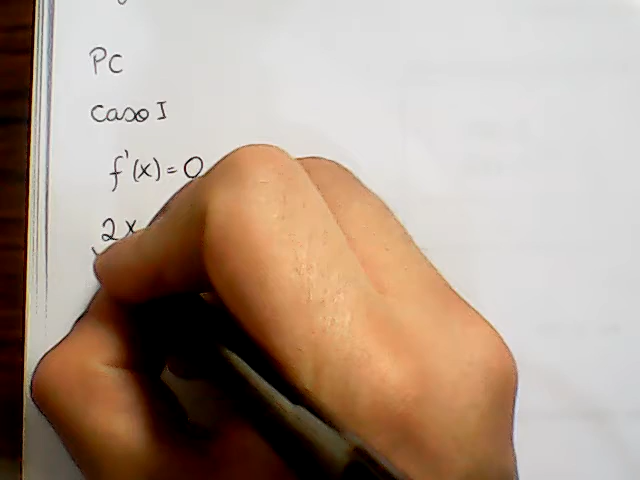 Pc
Caso I
f'(x) = 0
2x